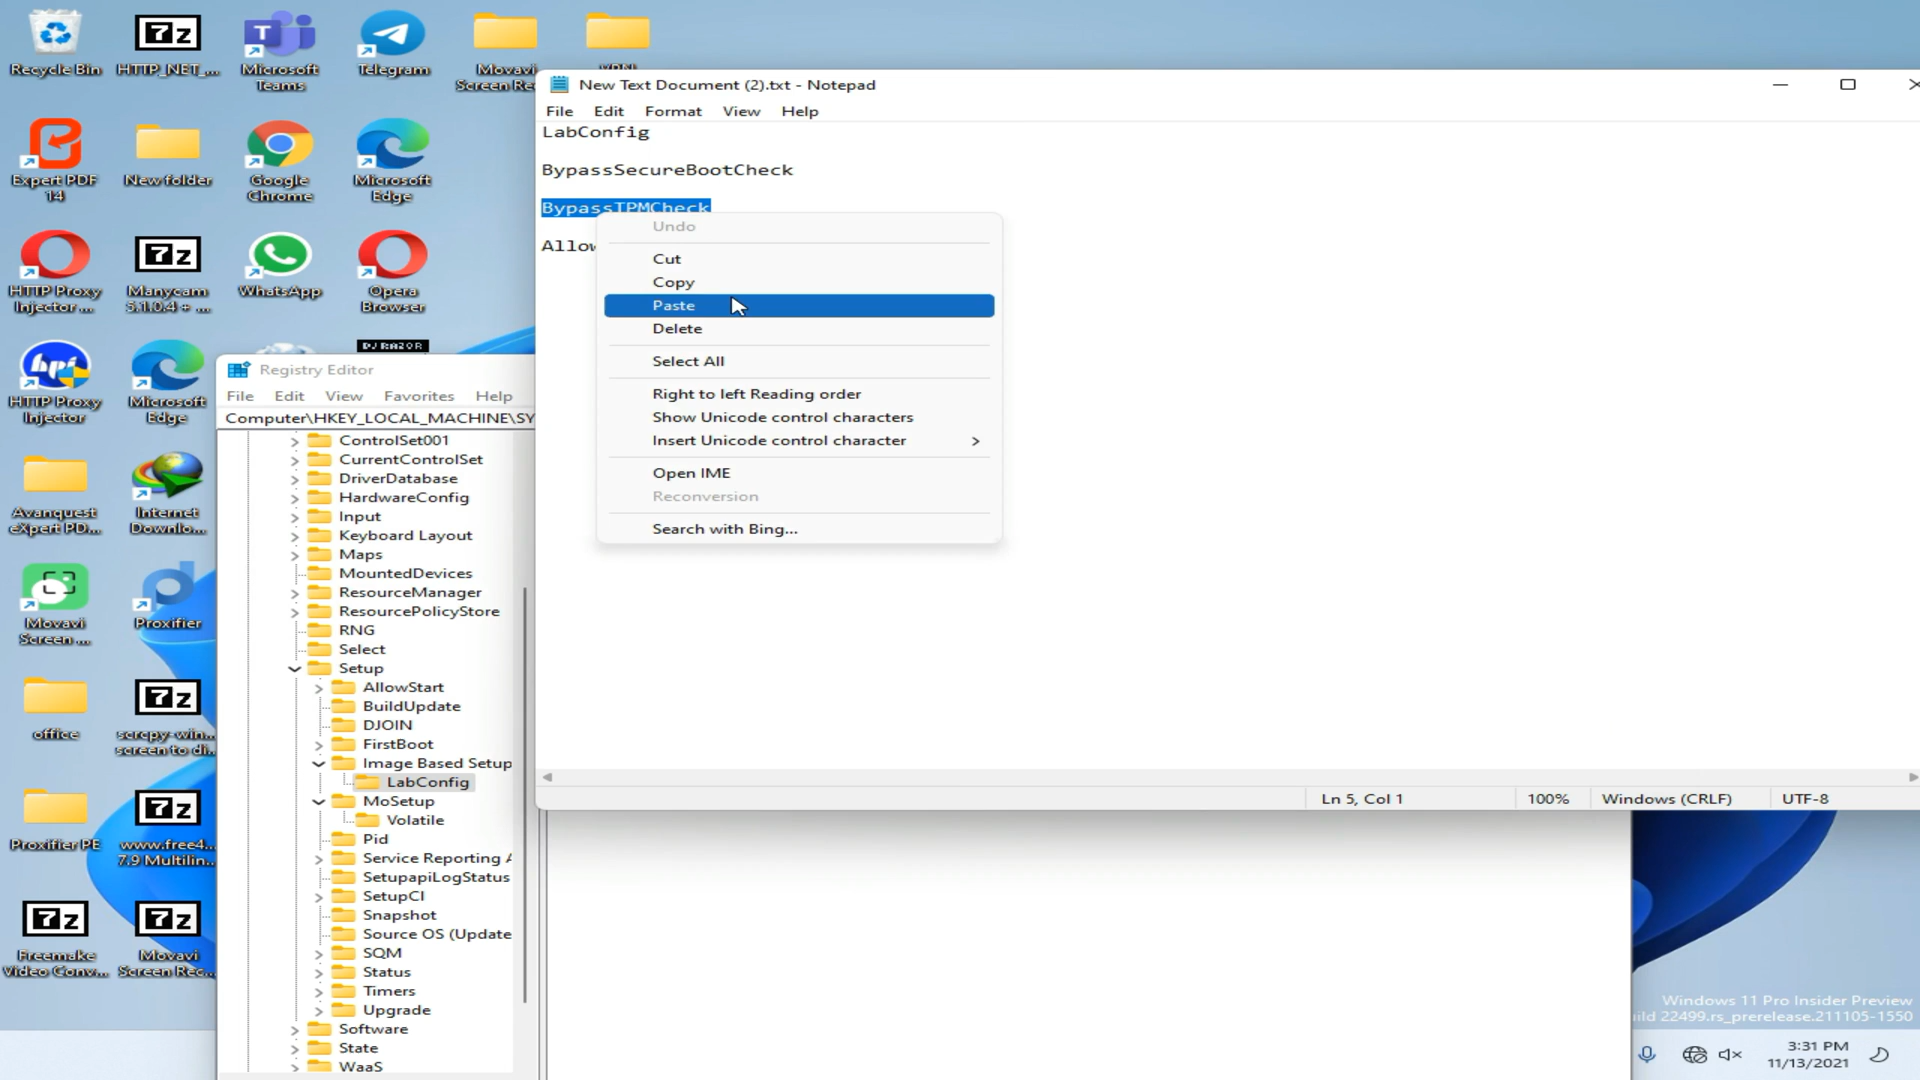 Recycle Bin
HTTP_NET_...
Microsoft
Teams
Telegram
Movavi
Screen Rec
VPN
Expert PDF
14
New folder
Google
Chrome
Microsoft
Edge
HTTP Proxy
Injector ...
Manycam
5.1.0.4 + ...
WhatsApp
Opera
Browser
HTTP Proxy
Injector
Microsoft
Edge
DJ RAZOR
Avanquest
eXpert PD...
Internet
Downlo...
Movavi
Screen ...
Proxifier
office
scrcpy-win...
screen to di...
Proxifier PE
www.free4...
7.9 Multilin...
Freemake
Video Conv...
Movavi
Screen Rec...
New Text Document (2).txt - Notepad
File Edit Format View Help
LabConfig
BypassSecureBootCheck
BypassTPMCheck
Allow
Undo
Cut
Copy
Paste
Delete
Select All
Right to left Reading order
Show Unicode control characters
Insert Unicode control character
Open IME
Reconversion
Search with Bing...
Ln 5, Col 1
100%
Windows (CRLF)
UTF-8
Registry Editor
File Edit View Favorites Help
Computer\HKEY_LOCAL_MACHINE\SY
ControlSet001
CurrentControlSet
DriverDatabase
HardwareConfig
Input
Keyboard Layout
Maps
MountedDevices
ResourceManager
ResourcePolicyStore
RNG
Select
Setup
AllowStart
BuildUpdate
DJOIN
FirstBoot
Image Based Setup
LabConfig
MoSetup
Volatile
Pid
Service Reporting A
SetupapiLogStatus
SetupCl
Snapshot
Source OS (Update
SQM
Status
Timers
Upgrade
Software
State
WaaS
Windows 11 Pro Insider Preview
ild 22499.rs_prerelease.211105-1550
3:31 PM
11/13/2021